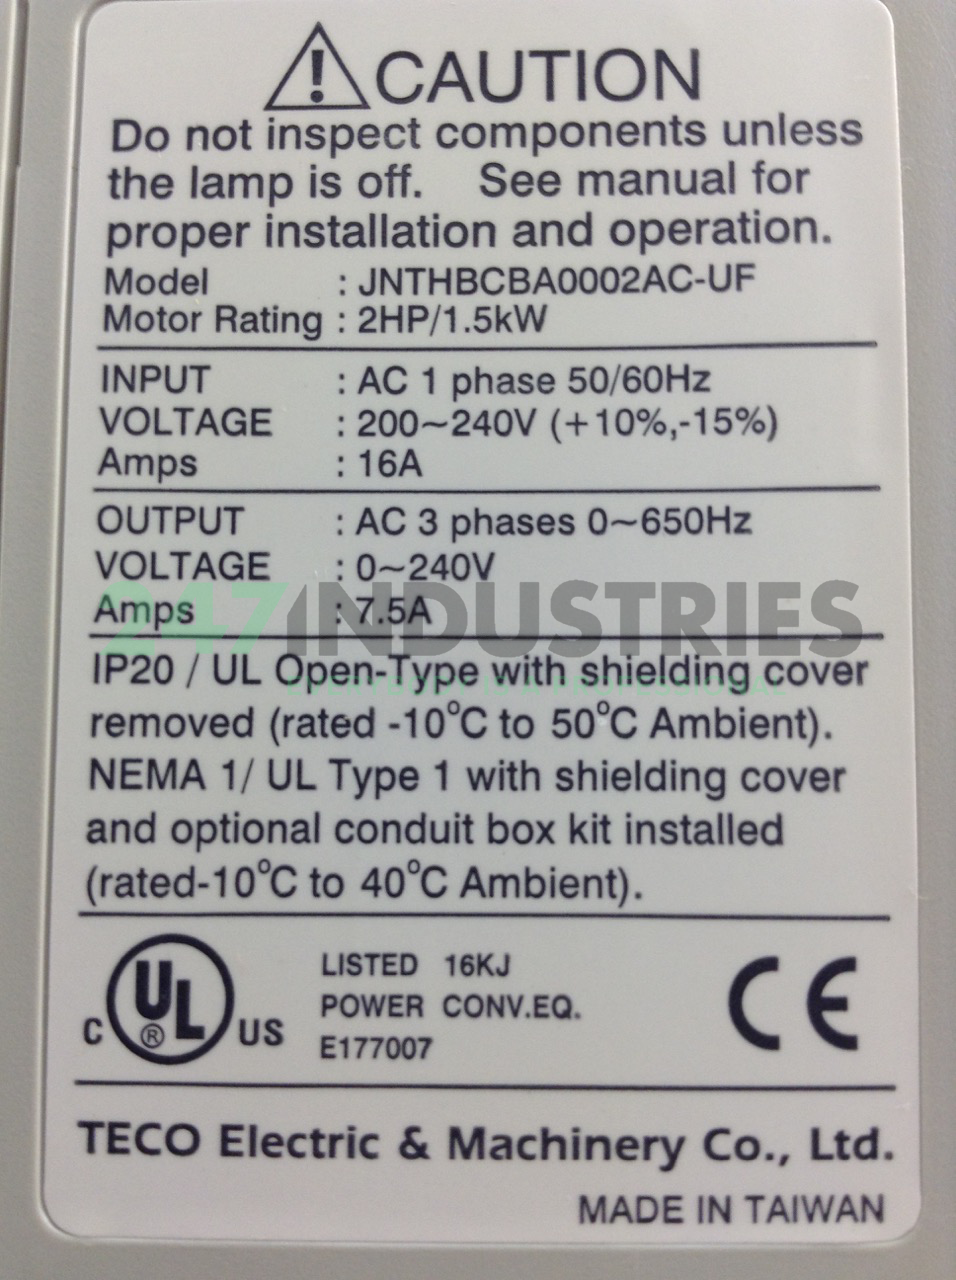 CAUTION
Do not inspect components unless
the lamp is off. See manual for
proper installation and operation.
Model : JNTHBCBA0002AC-UF
Motor Rating : 2HP/1.5kW
INPUT : AC 1 phase 50/60Hz
VOLTAGE : 200~240V (+10%,-15%)
Amps : 16A
OUTPUT : AC 3 phases 0~650Hz
VOLTAGE : 0~240V
Amps : 7.5A
247INDUSTRIES
EVERYBODY IS A PROFESSIONAL
IP20 / UL Open-Type with shielding cover
removed (rated -10°C to 50°C Ambient).
NEMA 1/ UL Type 1 with shielding cover
and optional conduit box kit installed
(rated-10°C to 40°C Ambient).
C UL ® US
LISTED 16KJ
POWER CONV.EQ.
E177007
CE
TECO Electric & Machinery Co., Ltd.
MADE IN TAIWAN